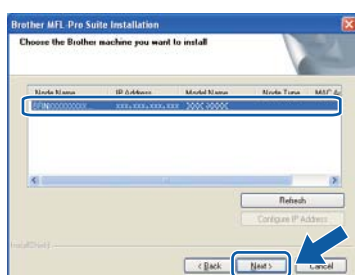 Brother MFL-Pro Suite Installation
Choose the Brother machine you want to install
Node Name IP Address Model Name Node Type MAC A
BRNXXXXXXXX... xxx.xxx.xxx.xxx XXX-XXXX
Refresh
Configure IP Address
InstallShield
< Back Next > Cancel